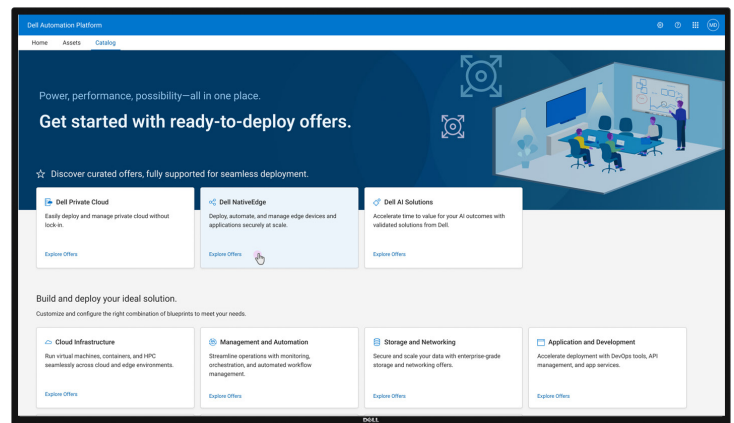 Dell Automation Platform
MD
Home Assets Catalog
Power, performance, possibility—all in one place.
Get started with ready-to-deploy offers.
Discover curated offers, fully supported for seamless deployment.
Dell Private Cloud
Easily deploy and manage private cloud without
lock-in.
Explore Offers
Dell NativeEdge
Deploy, automate, and manage edge devices and
applications securely at scale.
Explore Offers
Dell AI Solutions
Accelerate time to value for your AI outcomes with
validated solutions from Dell.
Explore Offers
Build and deploy your ideal solution.
Customize and configure the right combination of blueprints to meet your needs.
Cloud Infrastructure
Run virtual machines, containers, and HPC
seamlessly across cloud and edge environments.
Explore Offers
Management and Automation
Streamline operations with monitoring,
orchestration, and automated workflow
management.
Explore Offers
Storage and Networking
Secure and scale your data with enterprise-grade
storage and networking offers.
Explore Offers
Application and Development
Accelerate deployment with DevOps tools, API
management, and app services.
Explore Offers
DELL